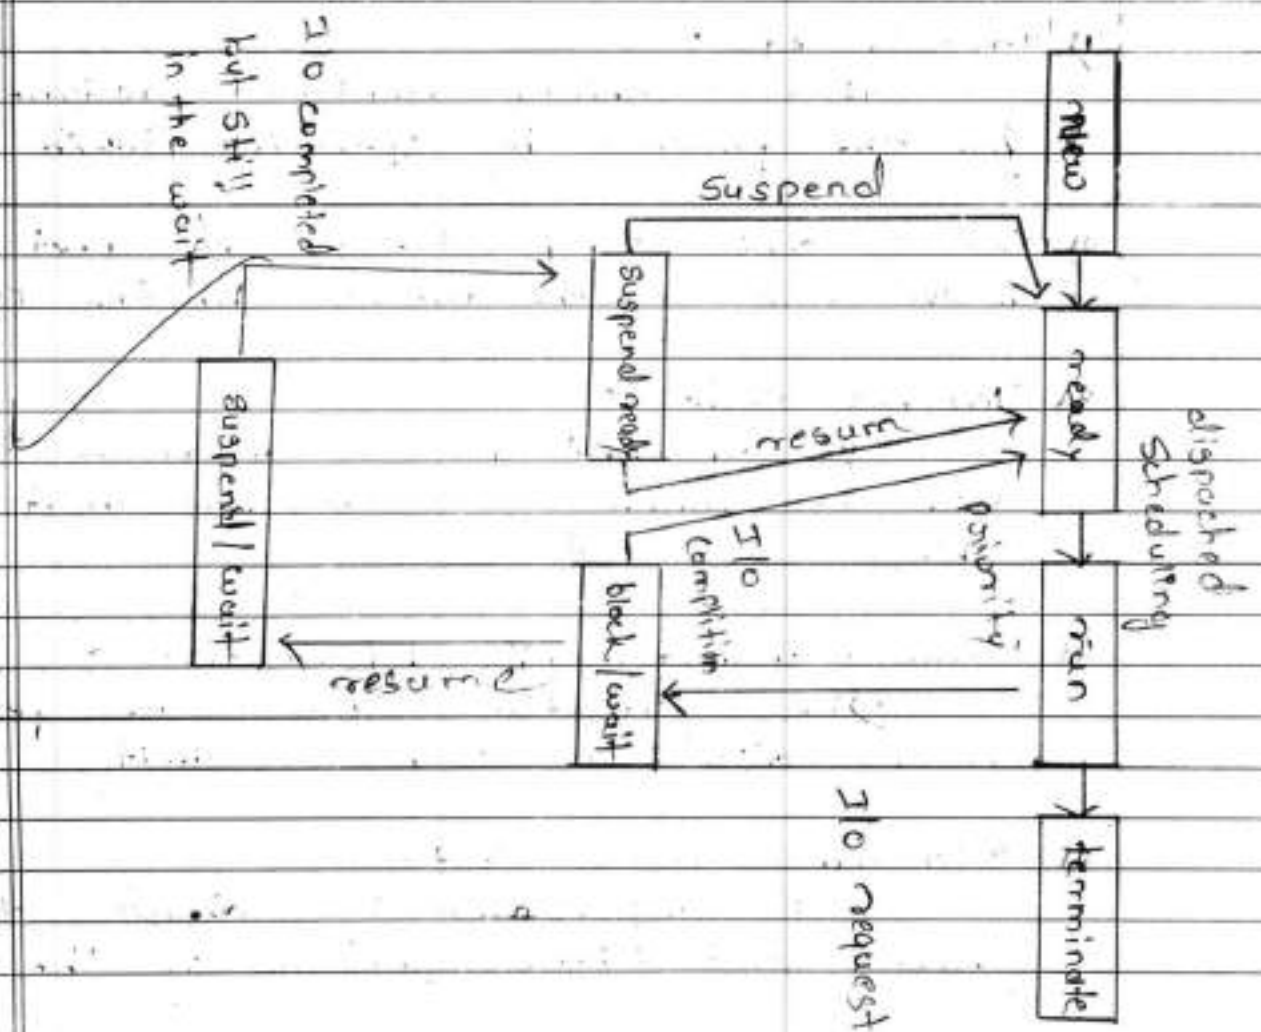 new
ready
run
terminate
dispached
scheduling
priority
suspend
resum
I/o
complition
I/o request
suspend ready
block/wait
resume
suspend/wait
I/o completed
but still
in the wait